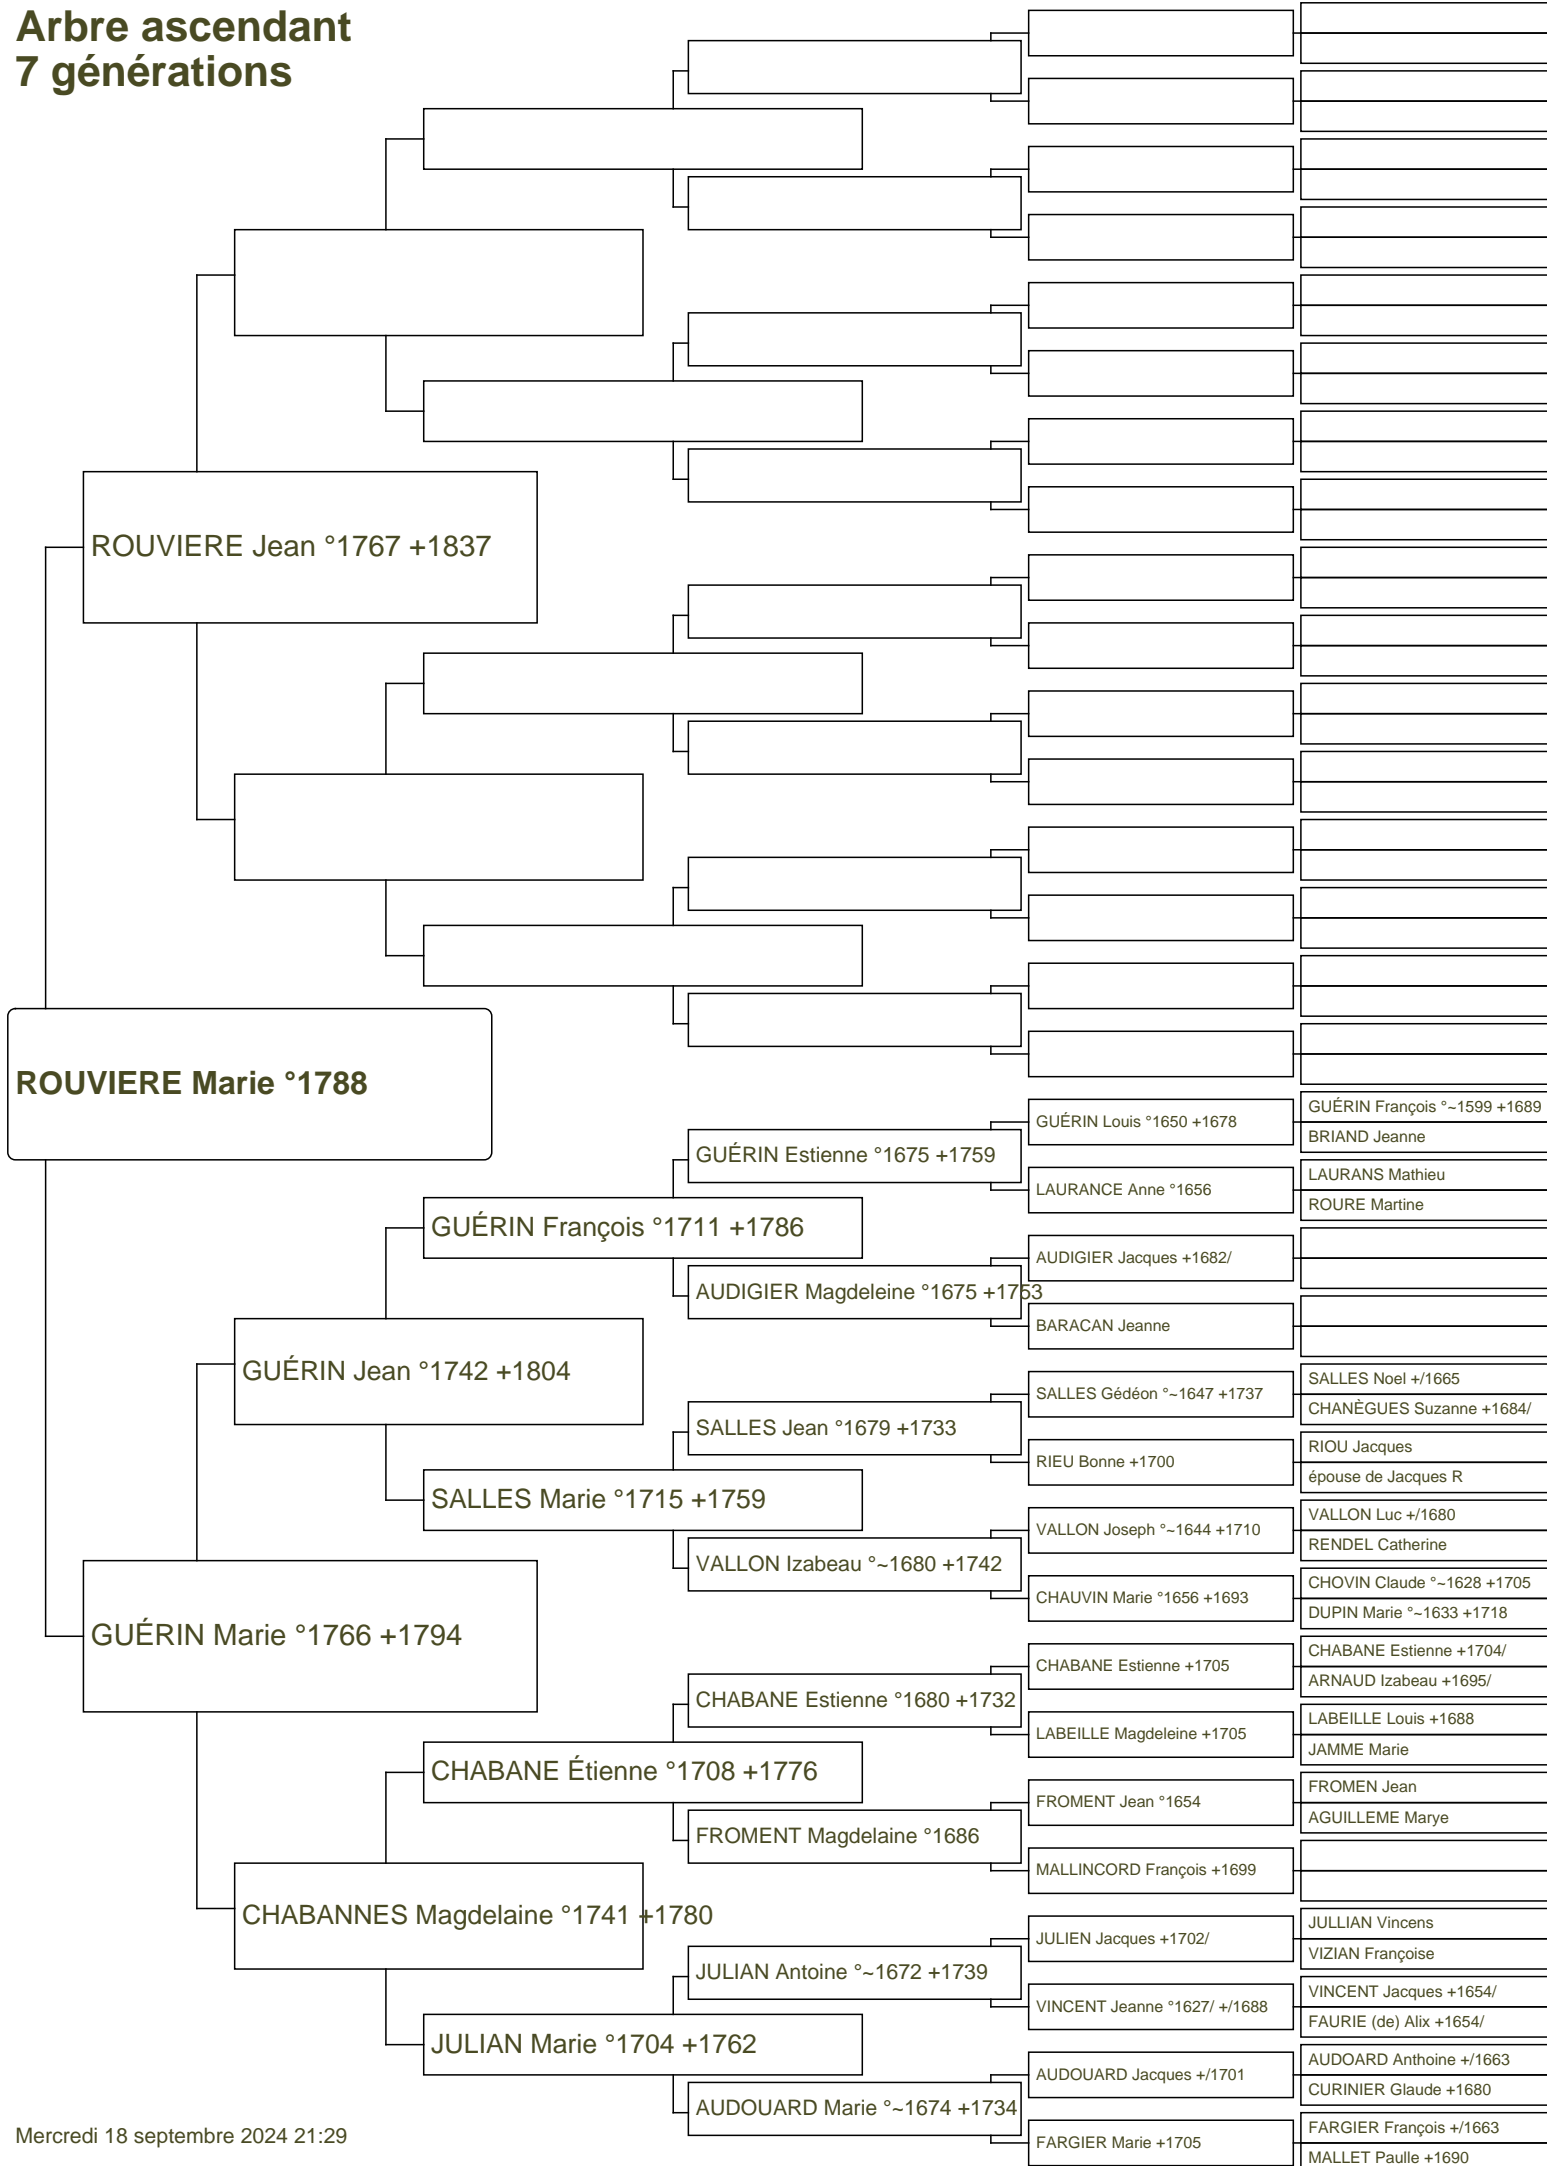 Arbre ascendant
7 générations
ROUVIERE Jean °1767 +1837
ROUVIERE Marie °1788
GUÉRIN François °~1599 +1689
GUÉRIN Louis °1650 +1678
BRIAND Jeanne
GUÉRIN Estienne °1675 +1759
LAURANS Mathieu
LAURANCE Anne °1656
ROURE Martine
GUÉRIN François °1711 +1786
AUDIGIER Jacques +1682/
AUDIGIER Magdeleine °1675 +1753
BARACAN Jeanne
GUÉRIN Jean °1742 +1804
SALLES Noel +/1665
SALLES Gédéon °~1647 +1737
CHANÈGUES Suzanne +1684/
SALLES Jean °1679 +1733
RIOU Jacques
RIEU Bonne +1700
épouse de Jacques R
SALLES Marie °1715 +1759
VALLON Luc +/1680
VALLON Joseph °~1644 +1710
RENDEL Catherine
VALLON Izabeau °~1680 +1742
CHOVIN Claude °~1628 +1705
CHAUVIN Marie °1656 +1693
DUPIN Marie °~1633 +1718
GUÉRIN Marie °1766 +1794
CHABANE Estienne +1704/
CHABANE Estienne +1705
ARNAUD Izabeau +1695/
CHABANE Estienne °1680 +1732
LABEILLE Louis +1688
LABEILLE Magdeleine +1705
JAMME Marie
CHABANE Étienne °1708 +1776
FROMEN Jean
FROMENT Jean °1654
AGUILLEME Marye
FROMENT Magdelaine °1686
MALLINCORD François +1699
CHABANNES Magdelaine °1741 +1780
JULLIAN Vincens
JULIEN Jacques +1702/
VIZIAN Françoise
JULIAN Antoine °~1672 +1739
VINCENT Jacques +1654/
VINCENT Jeanne °1627/ +/1688
FAURIE (de) Alix +1654/
JULIAN Marie °1704 +1762
AUDOARD Anthoine +/1663
AUDOUARD Jacques +/1701
CURINIER Glaude +1680
AUDOUARD Marie °~1674 +1734
FARGIER François +/1663
FARGIER Marie +1705
MALLET Paulle +1690
Mercredi 18 septembre 2024 21:29